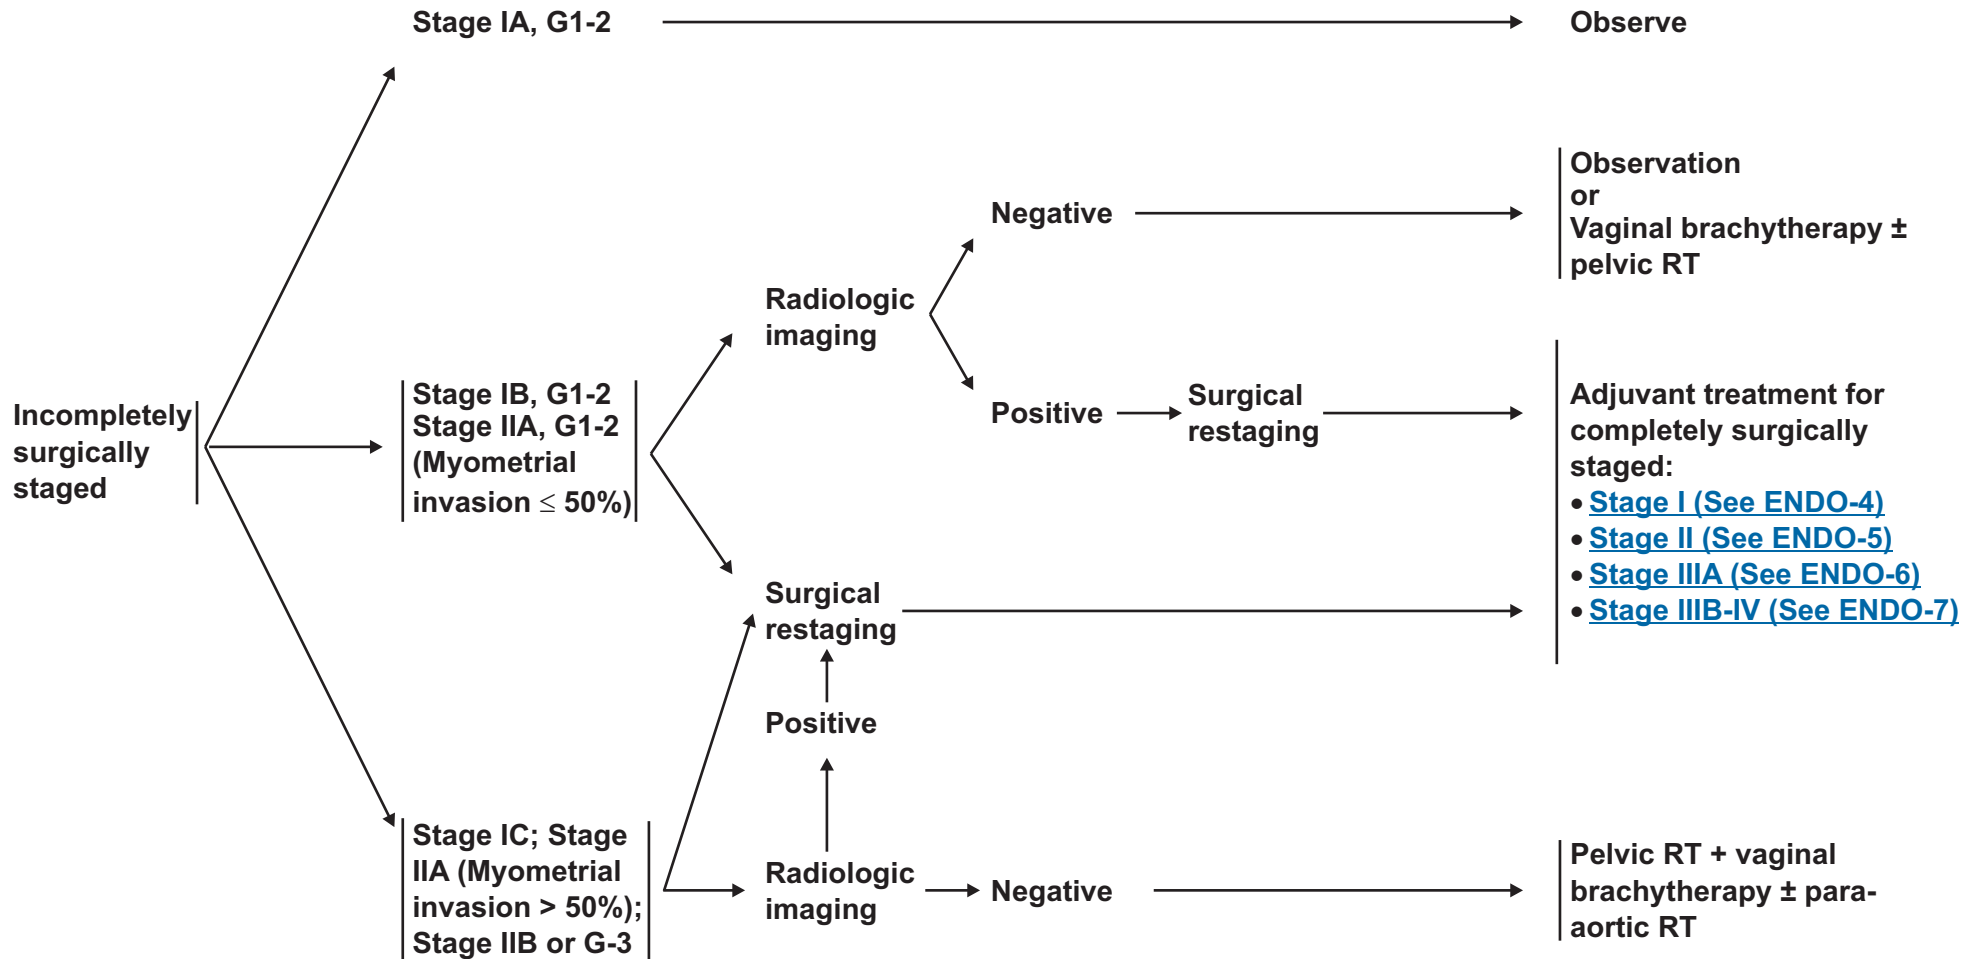 Stage IA, G1-2
Observe
Observation
or
Vaginal brachytherapy ±
pelvic RT
Negative
Radiologic
imaging
Positive
Surgical
restaging
Adjuvant treatment for
completely surgically
staged:
• Stage I (See ENDO-4)
• Stage II (See ENDO-5)
• Stage IIIA (See ENDO-6)
• Stage IIIB-IV (See ENDO-7)
Incompletely
surgically
staged
Stage IB, G1-2
Stage IIA, G1-2
(Myometrial
invasion ≤ 50%)
Surgical
restaging
Positive
Stage IC; Stage
IIA (Myometrial
invasion > 50%);
Stage IIB or G-3
Radiologic
imaging
Negative
Pelvic RT + vaginal
brachytherapy ± para-
aortic RT